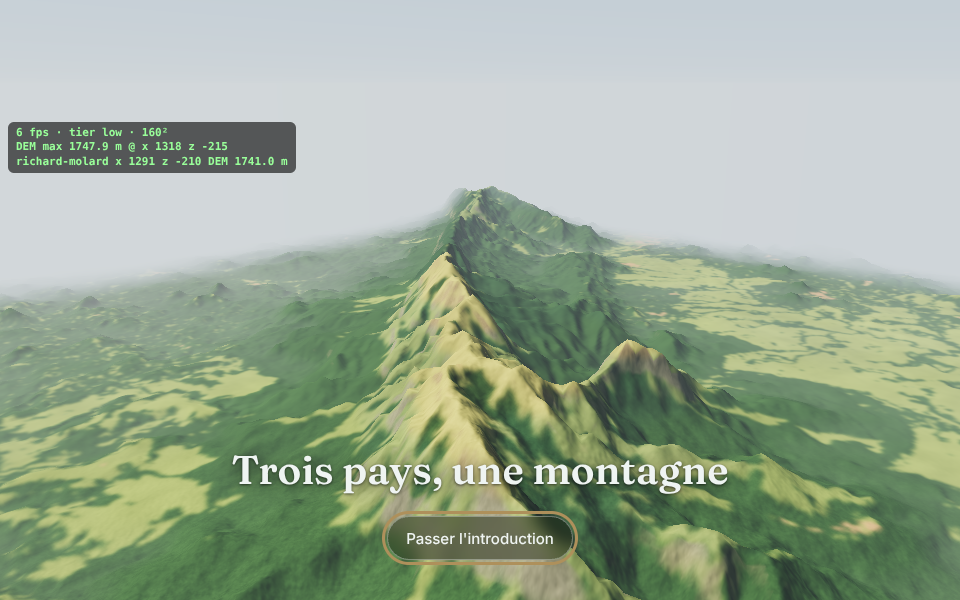 6 fps · tier low · 160²
DEM max 1747.9 m @ x 1318 z -215
richard-molard x 1291 z -210 DEM 1741.0 m
Trois pays, une montagne
Passer l'introduction